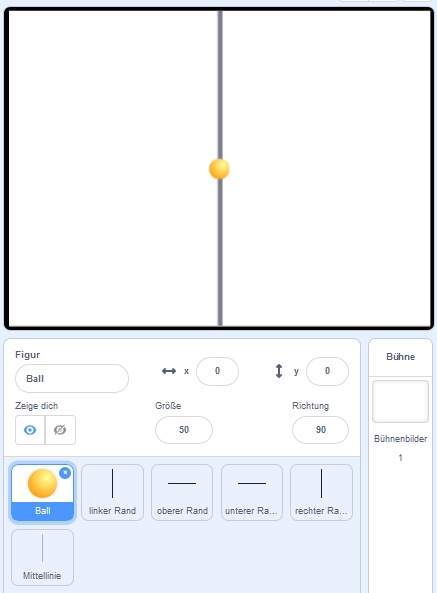 Figur
Ball
x
0
y
0
Zeige dich
Größe
Richtung
50
90
Bühne
Bühnenbilder
1
Ball
linker Rand
oberer Rand
unterer Ra...
rechter Ra...
Mittellinie